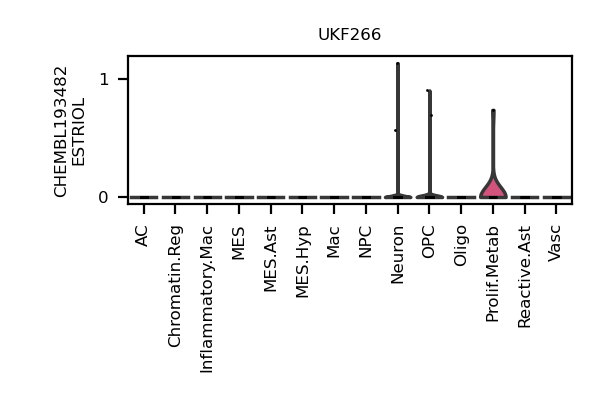 UKF266
CHEMBL193482
ESTRIOL
1
0
AC
Chromatin.Reg
Inflammatory.Mac
MES
MES.Ast
MES.Hyp
Mac
NPC
Neuron
OPC
Oligo
Prolif.Metab
Reactive.Ast
Vasc